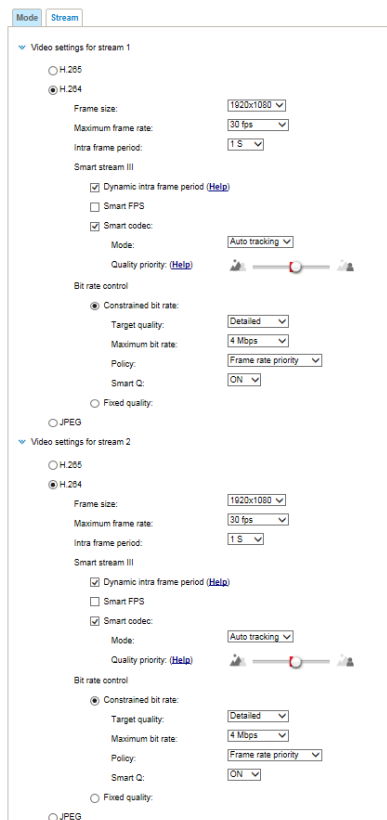 Mode Stream
Video settings for stream 1
H.265
H.264
Frame size: 1920x1080
Maximum frame rate: 30 fps
Intra frame period: 1 S
Smart stream III
Dynamic intra frame period (Help)
Smart FPS
Smart codec:
Mode: Auto tracking
Quality priority: (Help)
Bit rate control
Constrained bit rate:
Target quality: Detailed
Maximum bit rate: 4 Mbps
Policy: Frame rate priority
Smart Q: ON
Fixed quality:
JPEG
Video settings for stream 2
H.265
H.264
Frame size: 1920x1080
Maximum frame rate: 30 fps
Intra frame period: 1 S
Smart stream III
Dynamic intra frame period (Help)
Smart FPS
Smart codec:
Mode: Auto tracking
Quality priority: (Help)
Bit rate control
Constrained bit rate:
Target quality: Detailed
Maximum bit rate: 4 Mbps
Policy: Frame rate priority
Smart Q: ON
Fixed quality:
JPEG